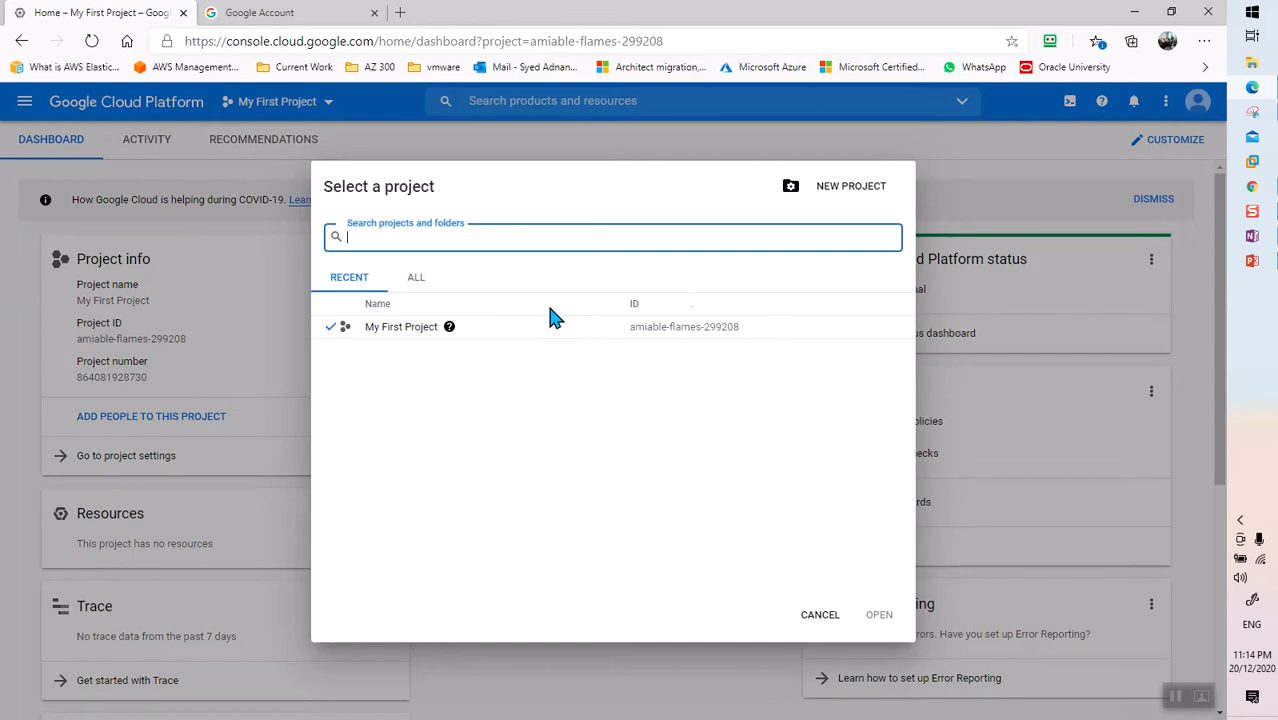 Home – My First Project – Googl
Google Account
https://console.cloud.google.com/home/dashboard?project=amiable-flames-299208
What is AWS Elastic...
AWS Management...
Current Work
AZ 300
vmware
Mail - Syed Adnan...
Architect migration,...
Microsoft Azure
Microsoft Certified...
WhatsApp
Oracle University
Google Cloud Platform
My First Project
Search products and resources
DASHBOARD
ACTIVITY
RECOMMENDATIONS
CUSTOMIZE
How Google Cloud is helping during COVID-19. Learn
DISMISS
Project info
Project name
My First Project
Project ID
amiable-flames-299208
Project number
864081928730
ADD PEOPLE TO THIS PROJECT
Go to project settings
Resources
This project has no resources
Trace
No trace data from the past 7 days
Get started with Trace
Select a project
NEW PROJECT
Search projects and folders
RECENT
ALL
Name
ID
My First Project
amiable-flames-299208
CANCEL
OPEN
d Platform status
nal
us dashboard
olicies
ecks
rds
ing
rors. Have you set up Error Reporting?
Learn how to set up Error Reporting
ENG
11:14 PM
20/12/2020